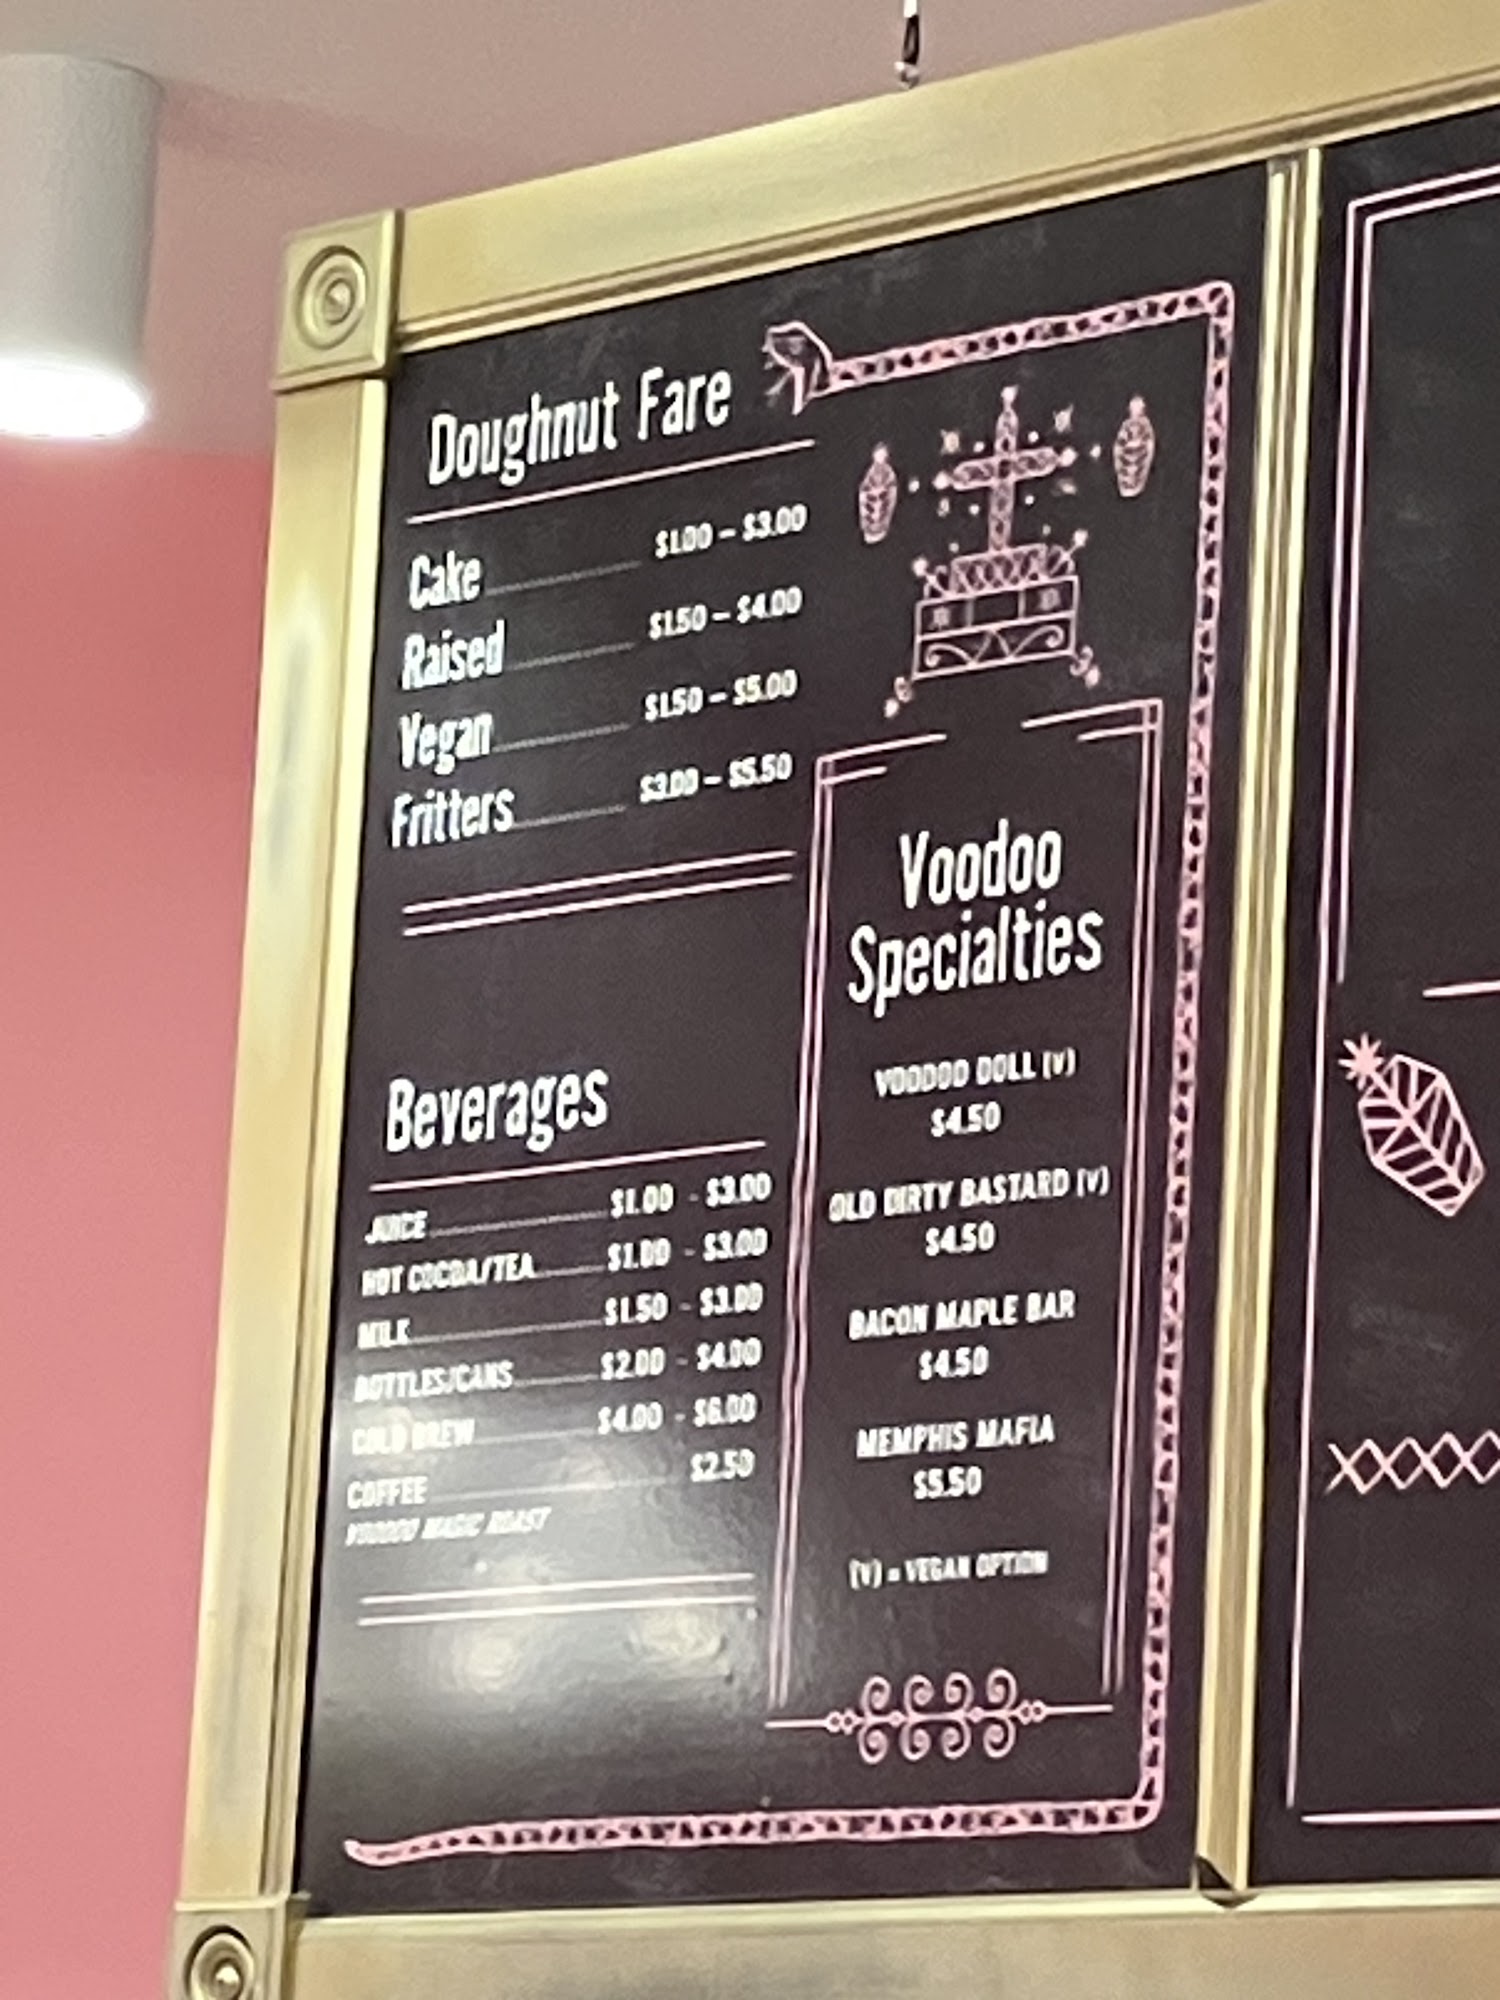 Doughnut Fare
Cake $1.00 – $3.00
Raised $1.50 – $4.00
Vegan $1.50 – $5.00
Fritters $3.00 – $5.50
Beverages
JUICE $1.00 - $3.00
HOT COCOA/TEA $1.00 - $3.00
MILK $1.50 - $3.00
BOTTLES/CANS $2.00 - $4.00
COLD BREW $4.00 - $6.00
COFFEE $2.50
VOODOO MAGIC ROAST
Voodoo
Specialties
VOODOO DOLL (V)
$4.50
OLD DIRTY BASTARD (V)
$4.50
BACON MAPLE BAR
$4.50
MEMPHIS MAFIA
$5.50
(V) = VEGAN OPTION